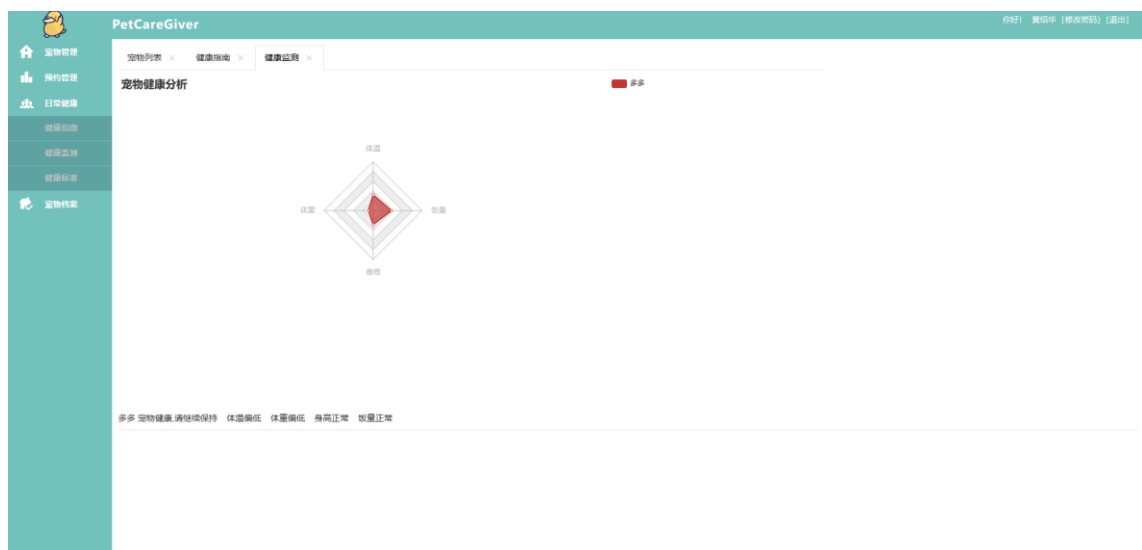 PetCareGiver
你好! 黄绍华 [修改密码] [退出]
宠物管理
预约管理
日常健康
健康指南
健康监测
健康标准
宠物档案
宠物列表 × 健康指南 × 健康监测 ×
宠物健康分析
多多
体温
体重
饭量
身高
多多 宠物健康,请继续保持 体温偏低 体重偏低 身高正常 饭量正常